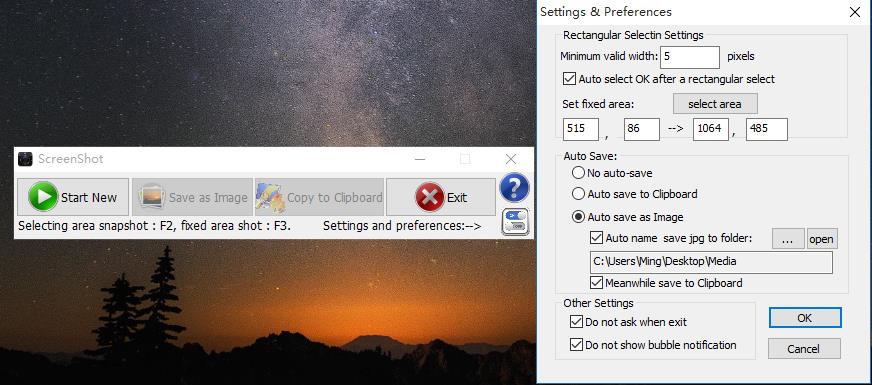 ScreenShot
Start New
Save as Image
Copy to Clipboard
Exit
?
Selecting area snapshot : F2, fixed area shot : F3.
Settings and preferences:-->
Settings & Preferences
Rectangular Selectin Settings
Minimum valid width: 5 pixels
Auto select OK after a rectangular select
Set fixed area: select area
515 , 86 --> 1064 , 485
Auto Save:
No auto-save
Auto save to Clipboard
Auto save as Image
Auto name save jpg to folder: ... open
C:\Users\Ming\Desktop\Media
Meanwhile save to Clipboard
Other Settings
Do not ask when exit
Do not show bubble notification
OK
Cancel